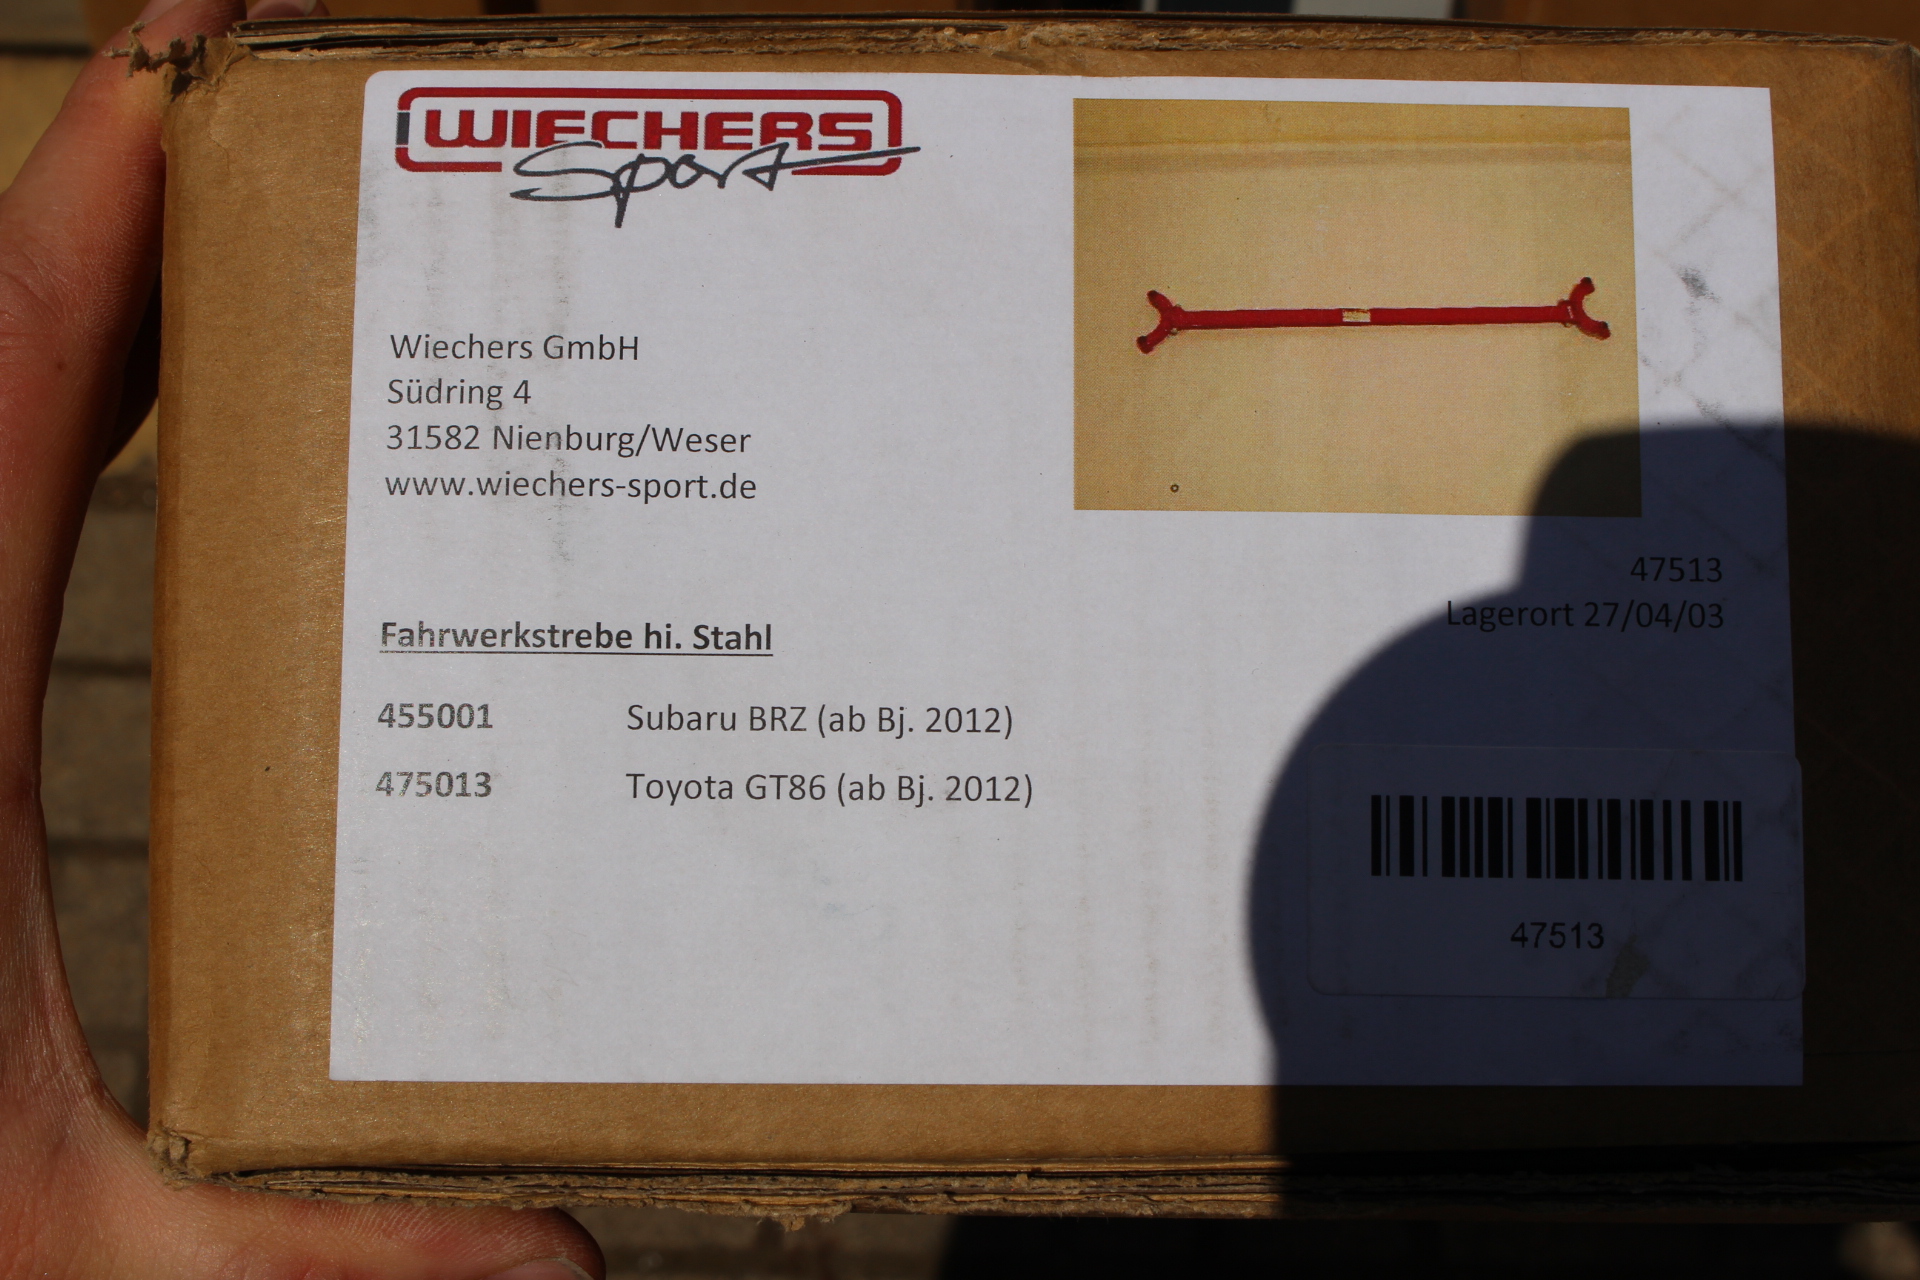 WIECHERS
Sport
Wiechers GmbH
Südring 4
31582 Nienburg/Weser
www.wiechers-sport.de
47513
Lagerort 27/04/03
Fahrwerkstrebe hi. Stahl
455001 Subaru BRZ (ab Bj. 2012)
475013 Toyota GT86 (ab Bj. 2012)
47513